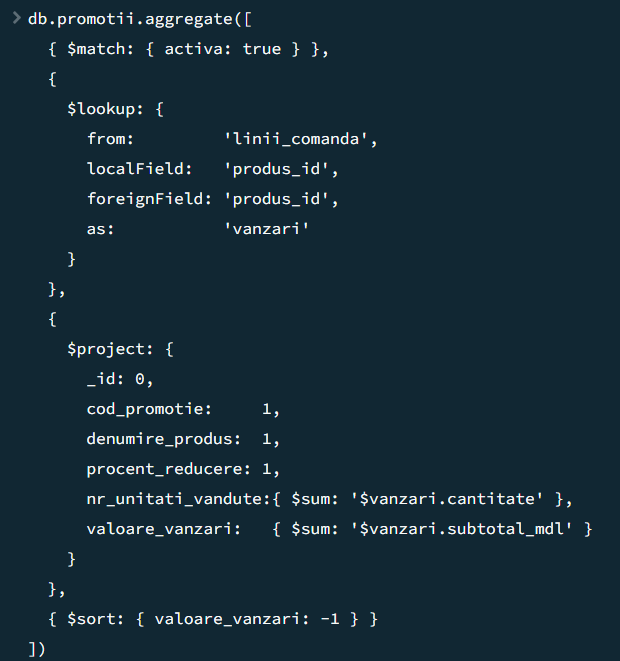 > db.promotii.aggregate([
  { $match: { activa: true } },
  {
    $lookup: {
      from:         'linii_comanda',
      localField:   'produs_id',
      foreignField: 'produs_id',
      as:           'vanzari'
    }
  },
  {
    $project: {
      _id: 0,
      cod_promotie:     1,
      denumire_produs:  1,
      procent_reducere: 1,
      nr_unitati_vandute:{ $sum: '$vanzari.cantitate' },
      valoare_vanzari:   { $sum: '$vanzari.subtotal_mdl' }
    }
  },
  { $sort: { valoare_vanzari: -1 } }
])